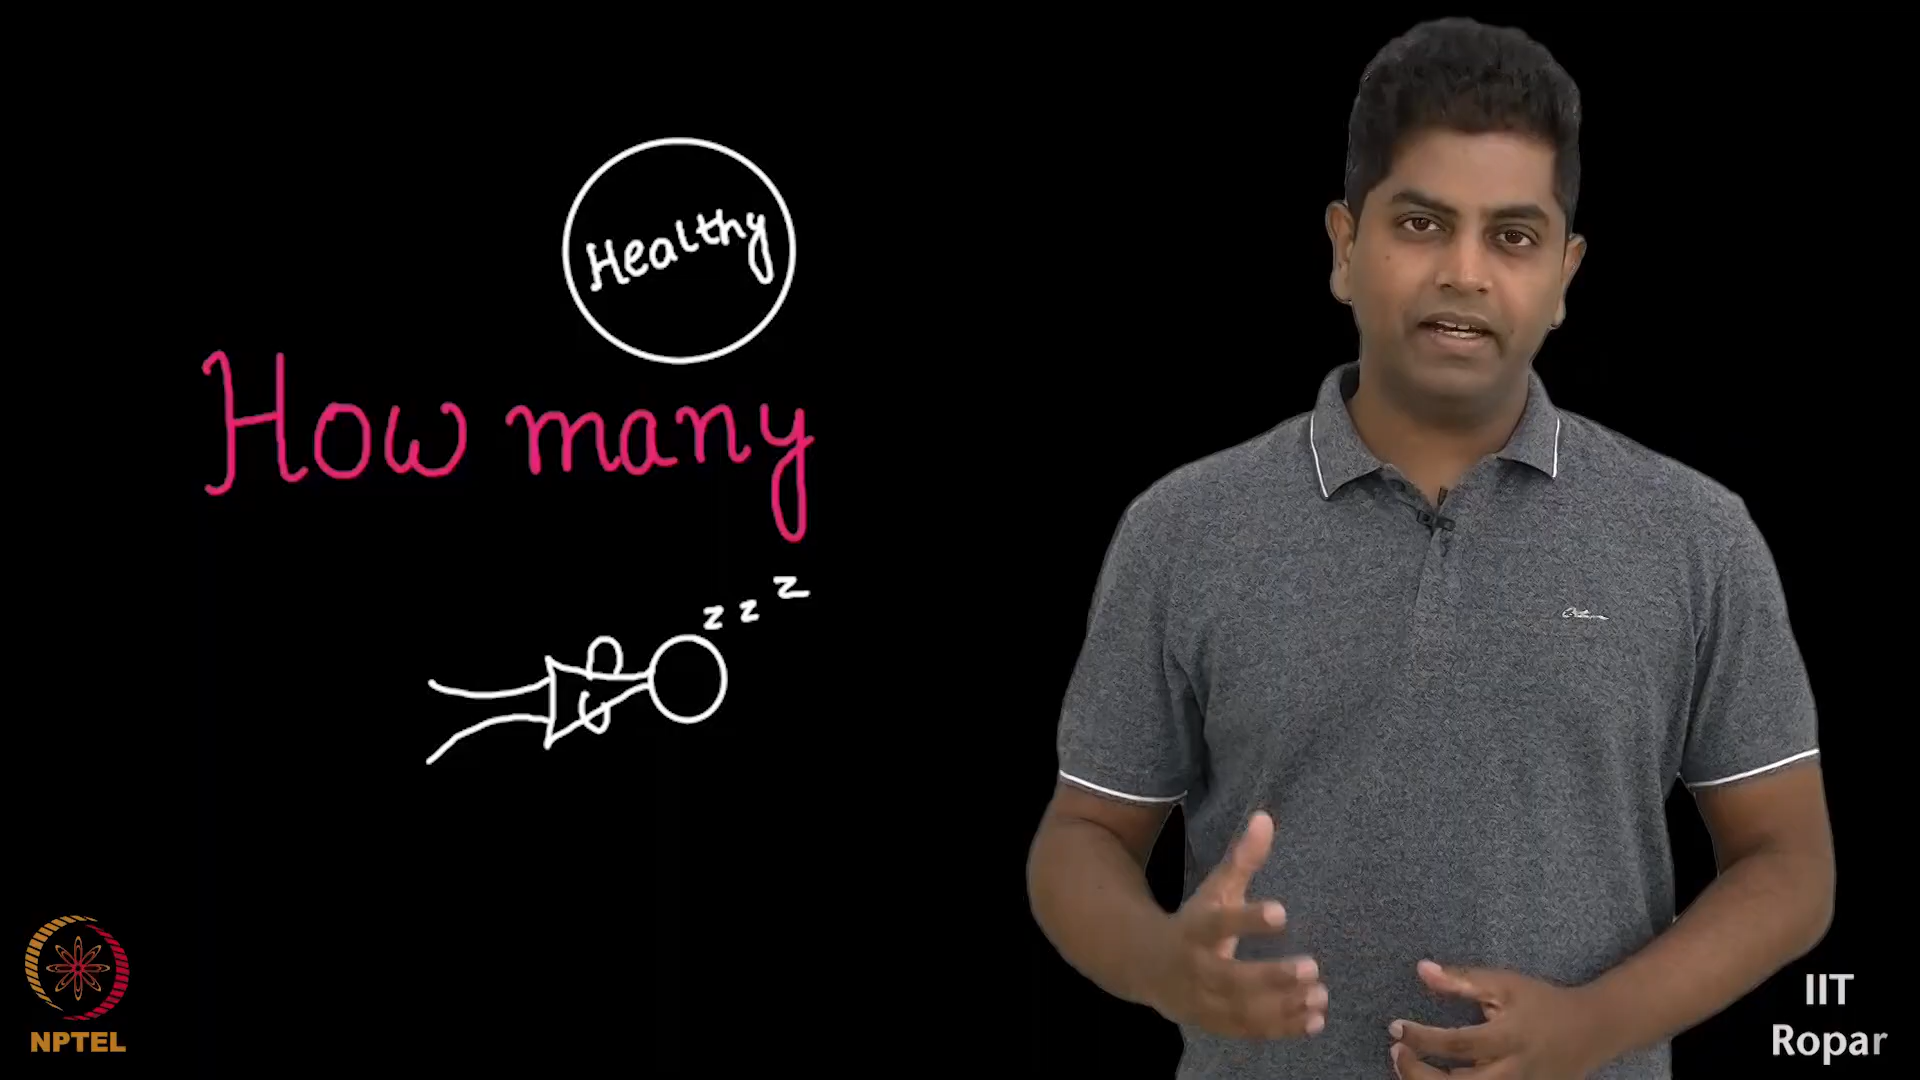 Healthy
How many
z z z
NPTEL
IIT
Ropar